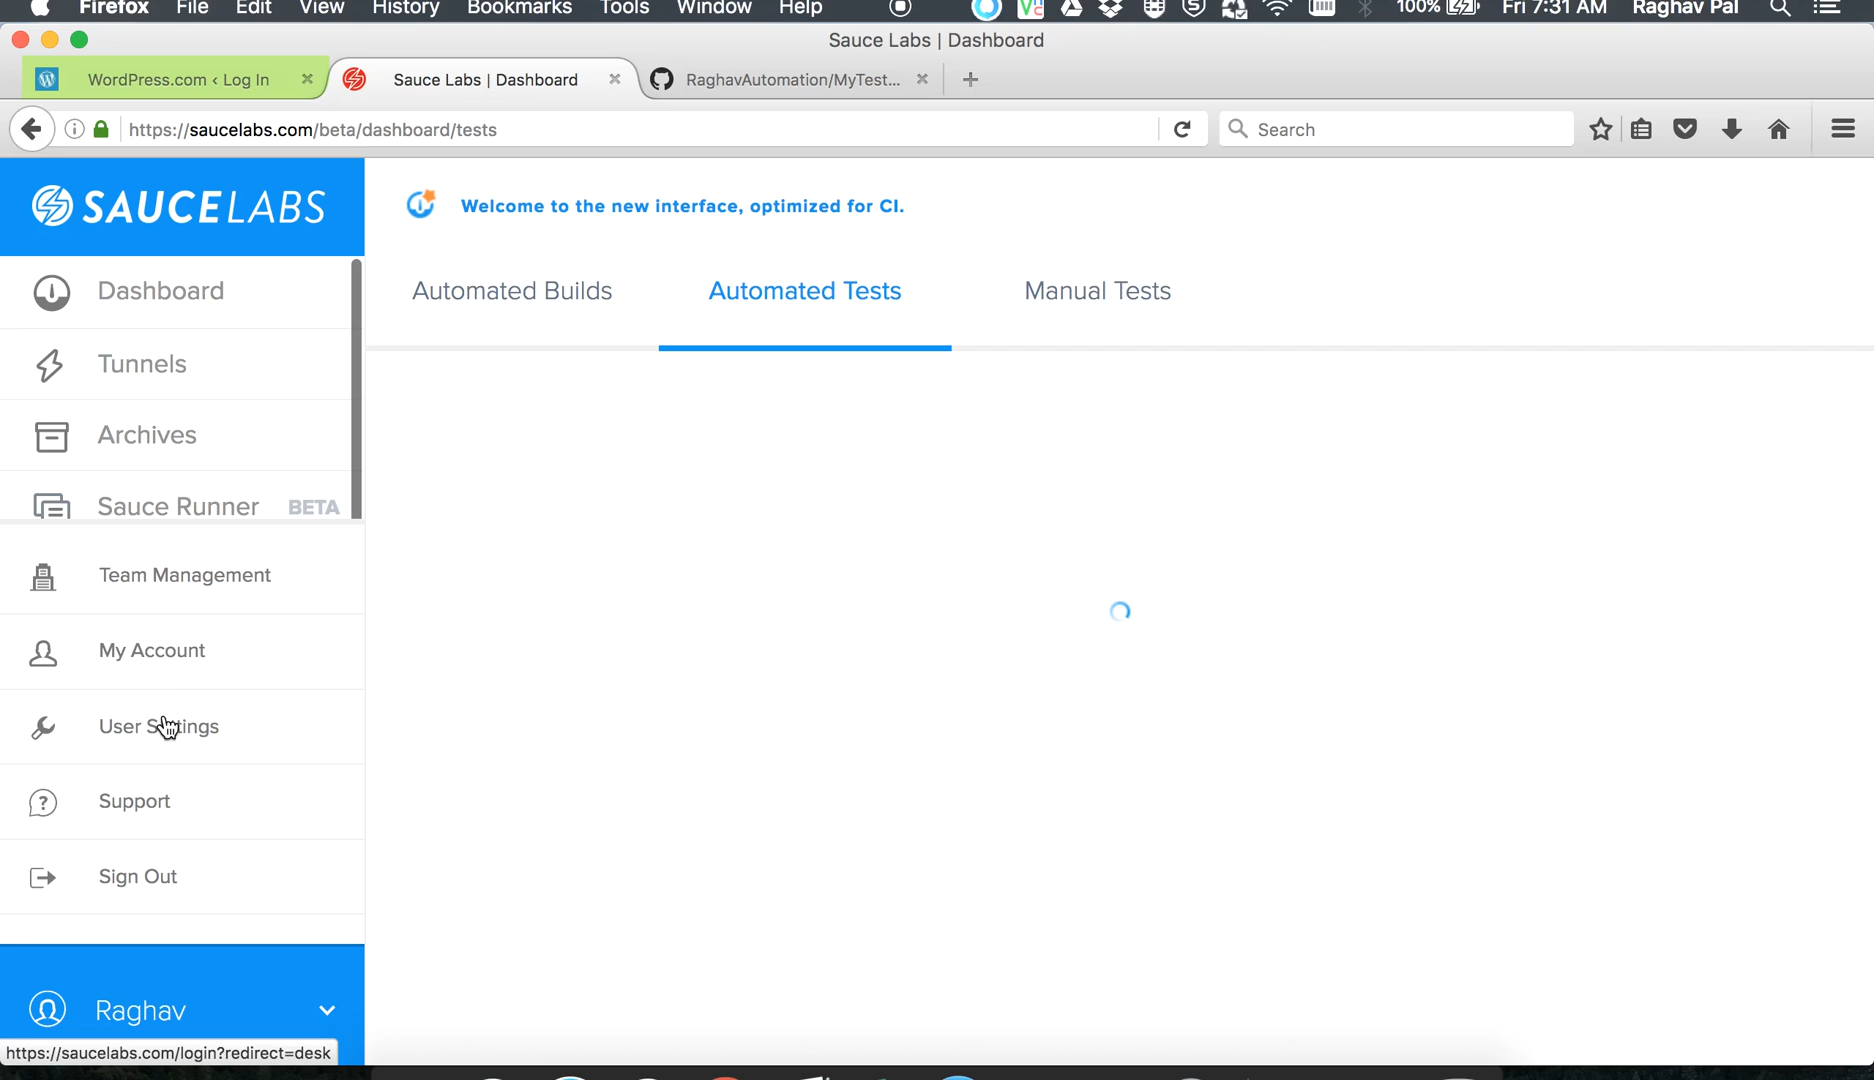 Firefox File Edit View History Bookmarks Tools Window Help 100% Fri 7:31 AM Raghav Pal
Sauce Labs | Dashboard
WordPress.com ‹ Log In
Sauce Labs | Dashboard
RaghavAutomation/MyTest...
https://saucelabs.com/beta/dashboard/tests
Search
SAUCELABS
Welcome to the new interface, optimized for CI.
Dashboard
Automated Builds
Automated Tests
Manual Tests
Tunnels
Archives
Sauce Runner BETA
Team Management
My Account
User Settings
Support
Sign Out
Raghav
https://saucelabs.com/login?redirect=desk